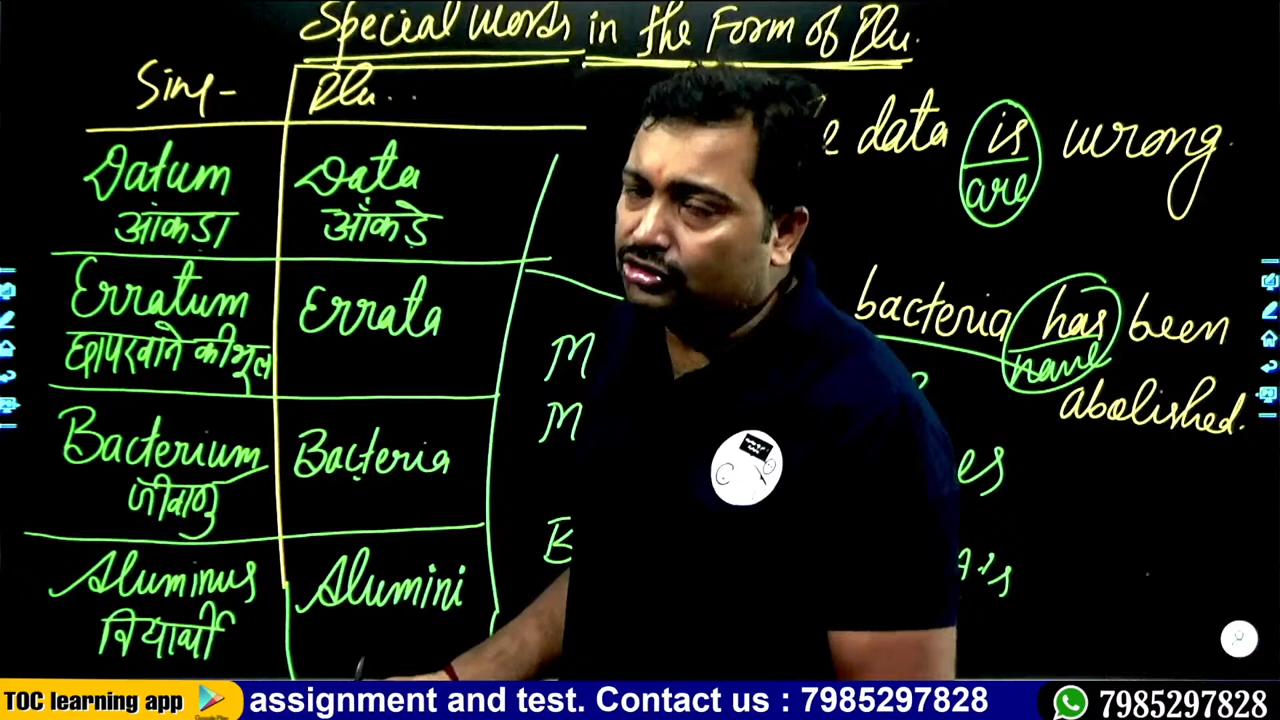 Special Words in the Form of Plu.
Sing- Plu..
Datum Data
आंकड़ा आँकड़े
Erratum Errata
छापखाने की भूल
Bacterium Bacteria
जीवाणु
Aluminus Alumini
विद्यार्थी
data is wrong.
are
bacteria has been
have
abolished.
TOC learning app
assignment and test. Contact us : 7985297828
7985297828